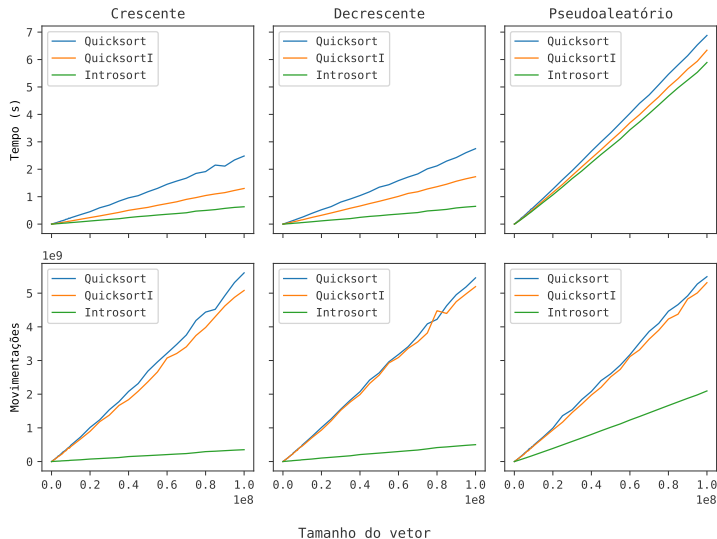 Crescente Decrescente Pseudoaleatório
Tempo (s)
7
6
5
4
3
2
1
0
Quicksort
QuicksortI
Introsort
Quicksort
QuicksortI
Introsort
Quicksort
QuicksortI
Introsort
1e9
Movimentações
5
4
3
2
1
0
Quicksort
QuicksortI
Introsort
Quicksort
QuicksortI
Introsort
Quicksort
QuicksortI
Introsort
0.0 0.2 0.4 0.6 0.8 1.0
1e8
0.0 0.2 0.4 0.6 0.8 1.0
1e8
0.0 0.2 0.4 0.6 0.8 1.0
1e8
Tamanho do vetor